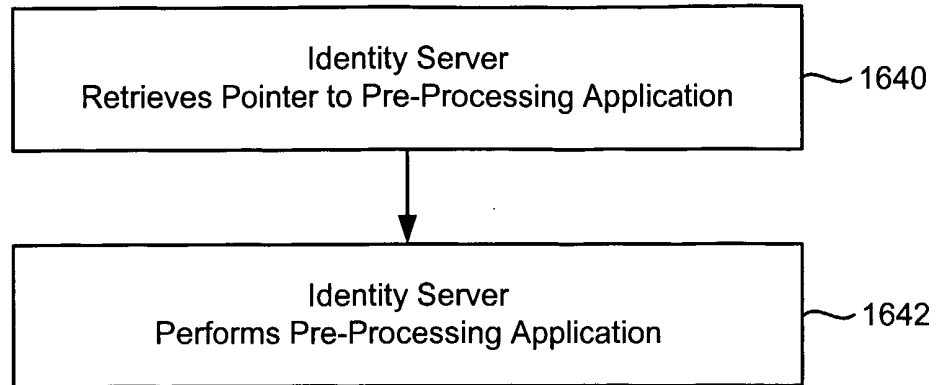 Identity Server
Retrieves Pointer to Pre-Processing Application
1640
Identity Server
Performs Pre-Processing Application
1642